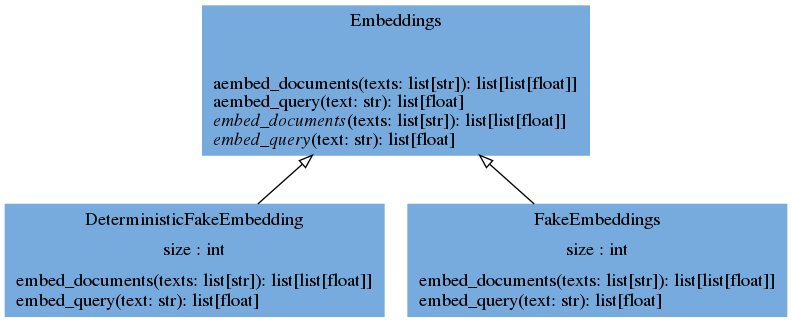 Embeddings
aembed_documents(texts: list[str]): list[list[float]]
aembed_query(text: str): list[float]
embed_documents(texts: list[str]): list[list[float]]
embed_query(text: str): list[float]
DeterministicFakeEmbedding
size : int
embed_documents(texts: list[str]): list[list[float]]
embed_query(text: str): list[float]
FakeEmbeddings
size : int
embed_documents(texts: list[str]): list[list[float]]
embed_query(text: str): list[float]